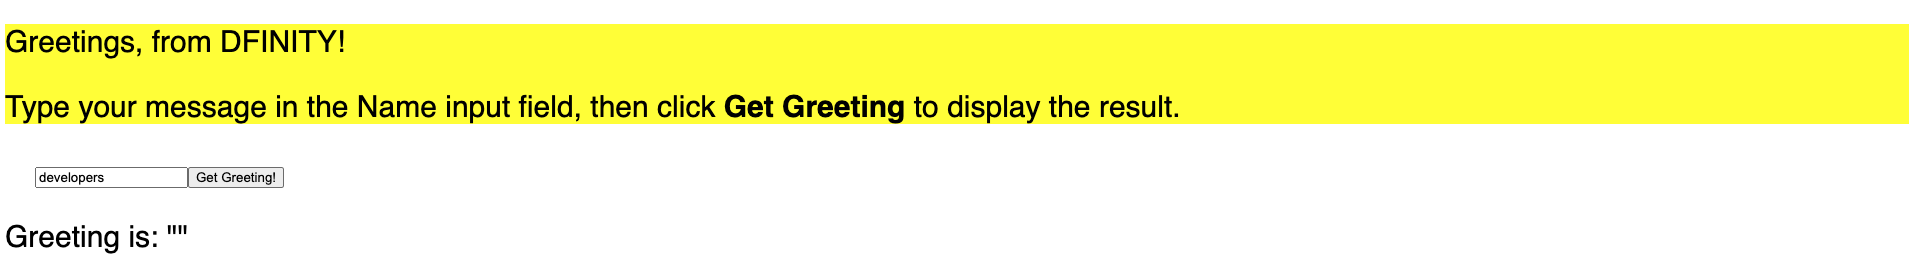 Greetings, from DFINITY!
Type your message in the Name input field, then click Get Greeting to display the result.
developers Get Greeting!
Greeting is: ""